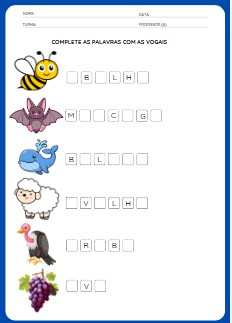 NOME: DATA:
TURMA: PROFESSOR (A):
COMPLETE AS PALAVRAS COM AS VOGAIS
B L H
M C G
B L
V L H
R B
V